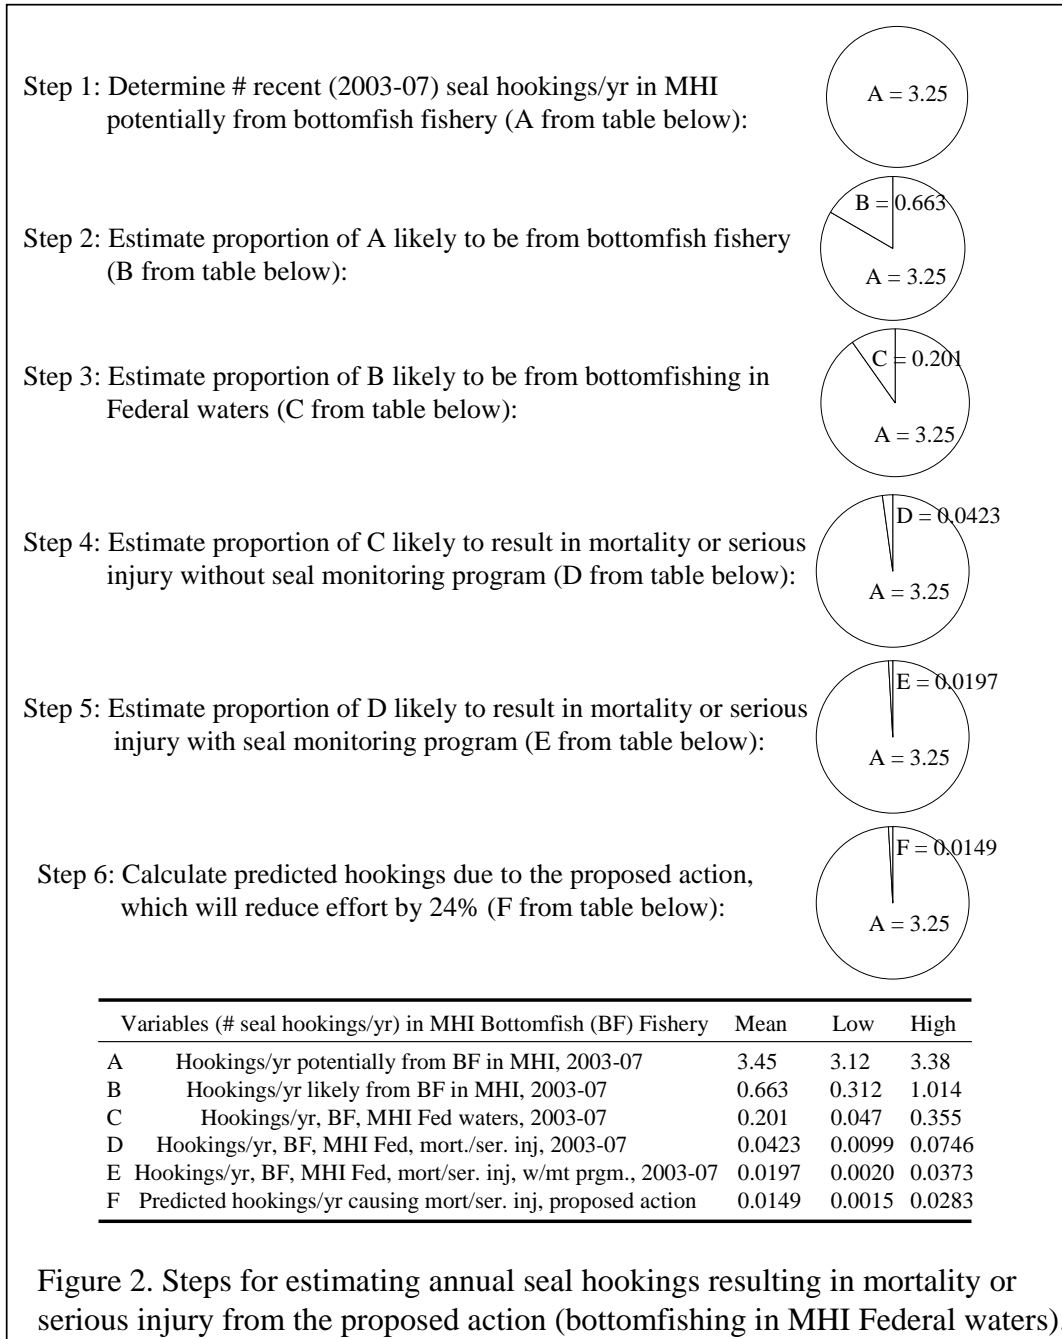 Step 1: Determine # recent (2003-07) seal hookings/yr in MHI
potentially from bottomfish fishery (A from table below):
A = 3.25
Step 2: Estimate proportion of A likely to be from bottomfish fishery
(B from table below):
B = 0.663
A = 3.25
Step 3: Estimate proportion of B likely to be from bottomfishing in
Federal waters (C from table below):
C = 0.201
A = 3.25
Step 4: Estimate proportion of C likely to result in mortality or serious
injury without seal monitoring program (D from table below):
D = 0.0423
A = 3.25
Step 5: Estimate proportion of D likely to result in mortality or serious
injury with seal monitoring program (E from table below):
E = 0.0197
A = 3.25
Step 6: Calculate predicted hookings due to the proposed action,
which will reduce effort by 24% (F from table below):
F = 0.0149
A = 3.25
Variables (# seal hookings/yr) in MHI Bottomfish (BF) Fishery Mean Low High
A Hookings/yr potentially from BF in MHI, 2003-07 3.45 3.12 3.38
B Hookings/yr likely from BF in MHI, 2003-07 0.663 0.312 1.014
C Hookings/yr, BF, MHI Fed waters, 2003-07 0.201 0.047 0.355
D Hookings/yr, BF, MHI Fed, mort./ser. inj, 2003-07 0.0423 0.0099 0.0746
E Hookings/yr, BF, MHI Fed, mort/ser. inj, w/mt prgm., 2003-07 0.0197 0.0020 0.0373
F Predicted hookings/yr causing mort/ser. inj, proposed action 0.0149 0.0015 0.0283
Figure 2. Steps for estimating annual seal hookings resulting in mortality or
serious injury from the proposed action (bottomfishing in MHI Federal waters)